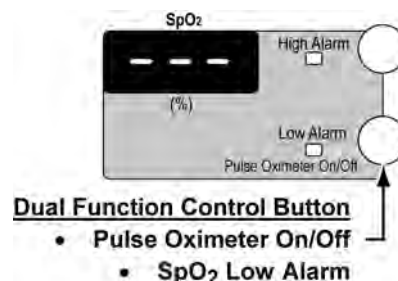 SpO2
High Alarm
– – –
(%)
Low Alarm
Pulse Oximeter On/Off
Dual Function Control Button
• Pulse Oximeter On/Off
• SpO2 Low Alarm